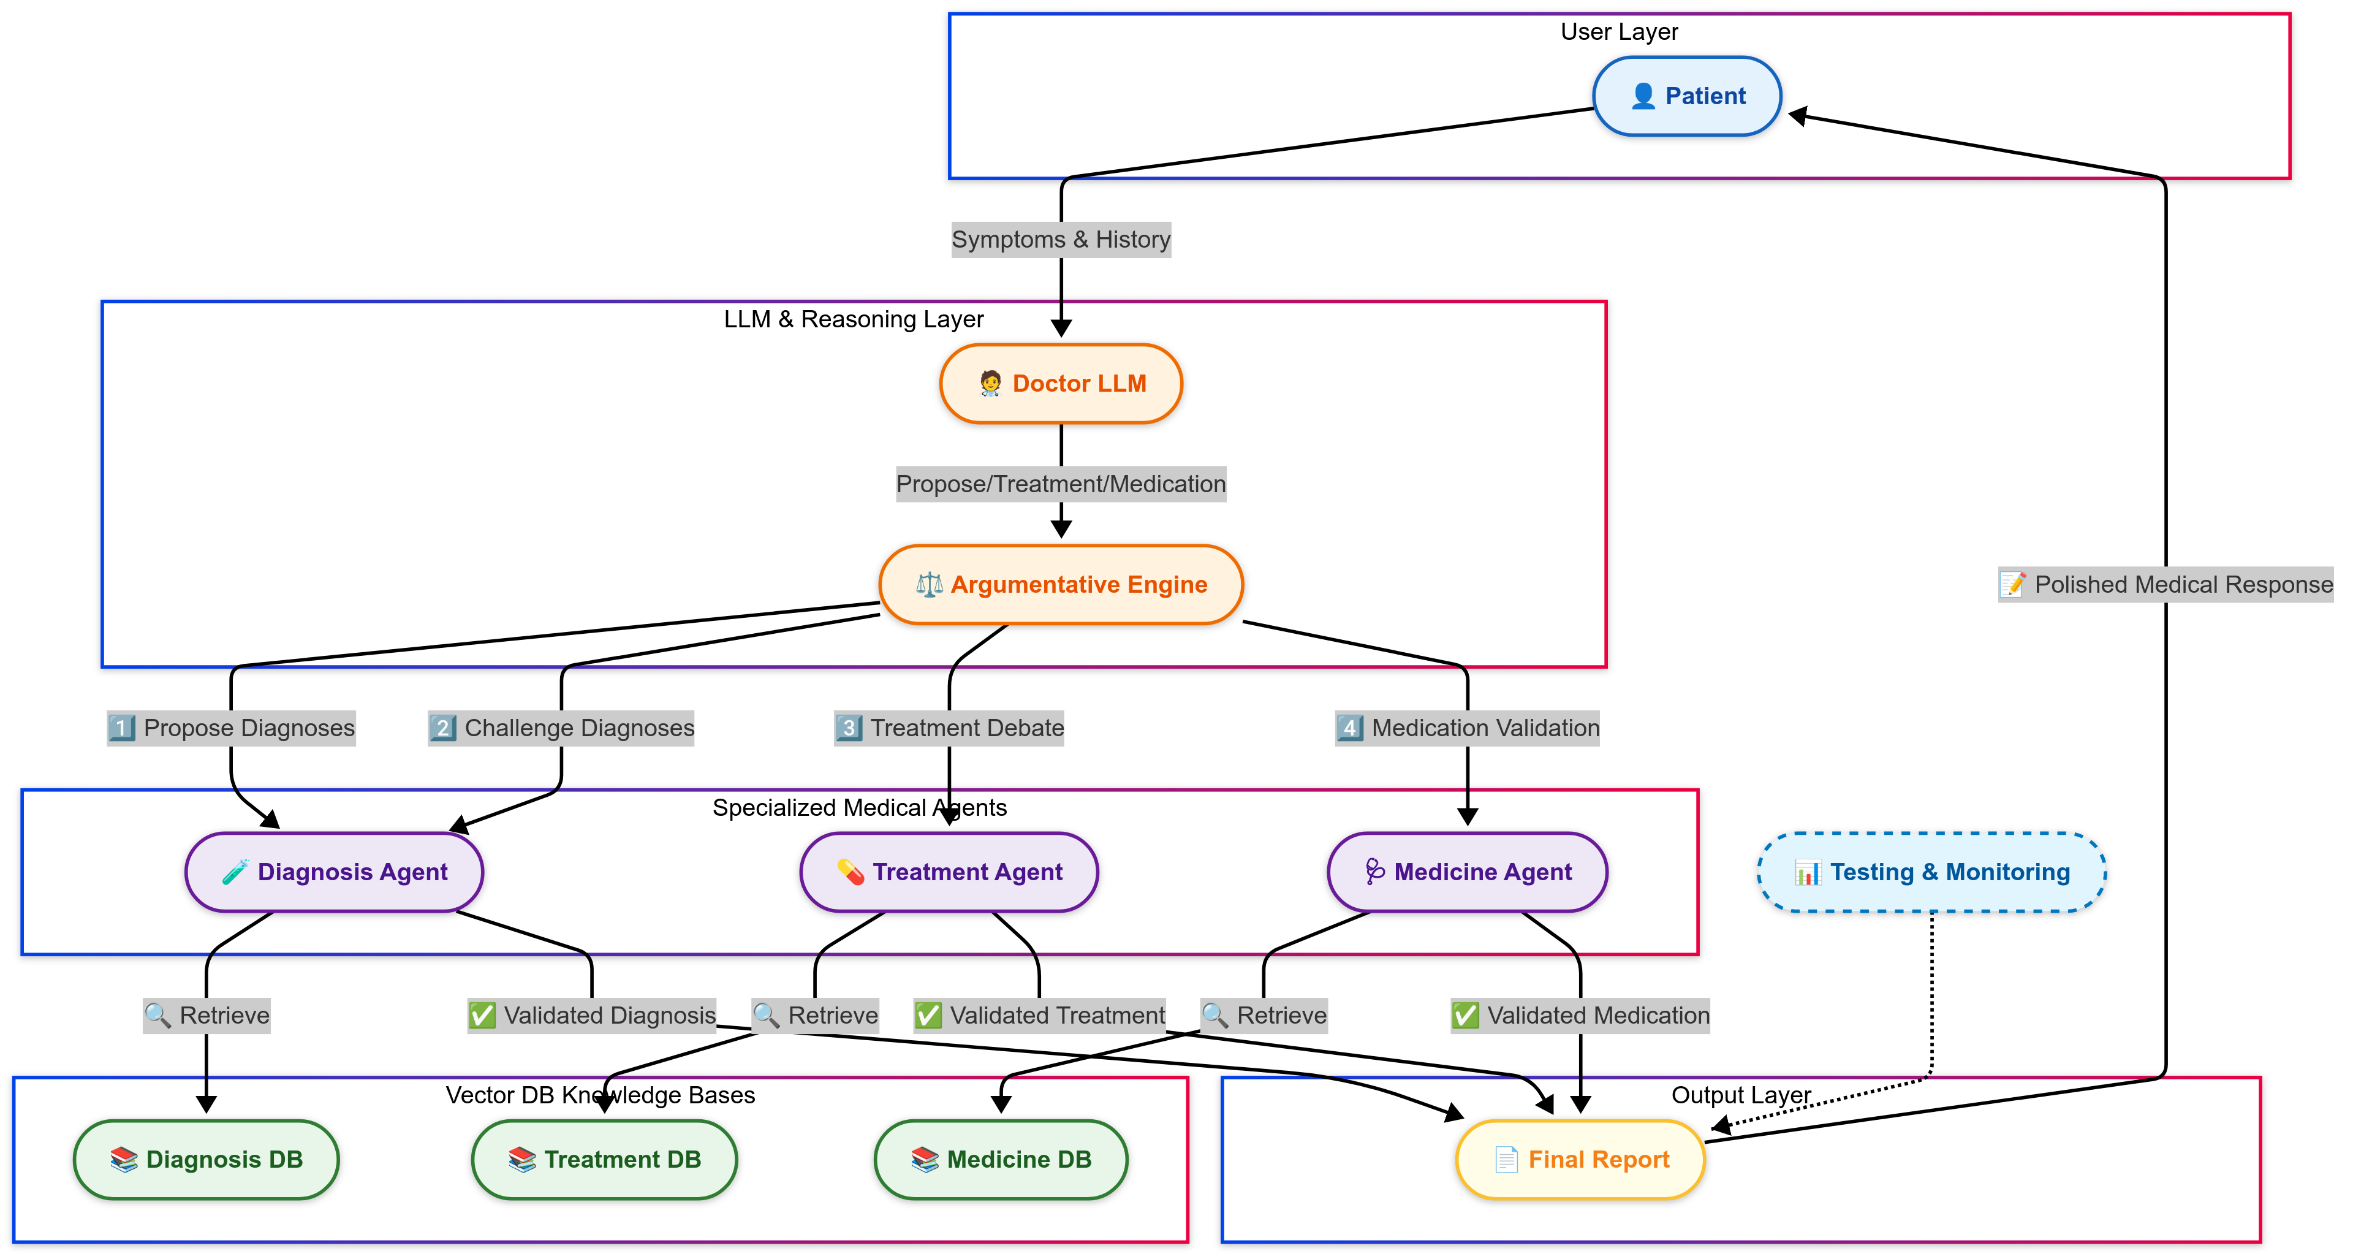 User Layer
👤 Patient
Symptoms & History
LLM & Reasoning Layer
🧑‍⚕️ Doctor LLM
Propose/Treatment/Medication
⚖️ Argumentative Engine
📝 Polished Medical Response
1️⃣ Propose Diagnoses
2️⃣ Challenge Diagnoses
3️⃣ Treatment Debate
4️⃣ Medication Validation
Specialized Medical Agents
🧪 Diagnosis Agent
💊 Treatment Agent
🩺 Medicine Agent
📊 Testing & Monitoring
🔍 Retrieve
✅ Validated Diagnosis
🔍 Retrieve
✅ Validated Treatment
🔍 Retrieve
✅ Validated Medication
Vector DB Knowledge Bases
Output Layer
📚 Diagnosis DB
📚 Treatment DB
📚 Medicine DB
📄 Final Report